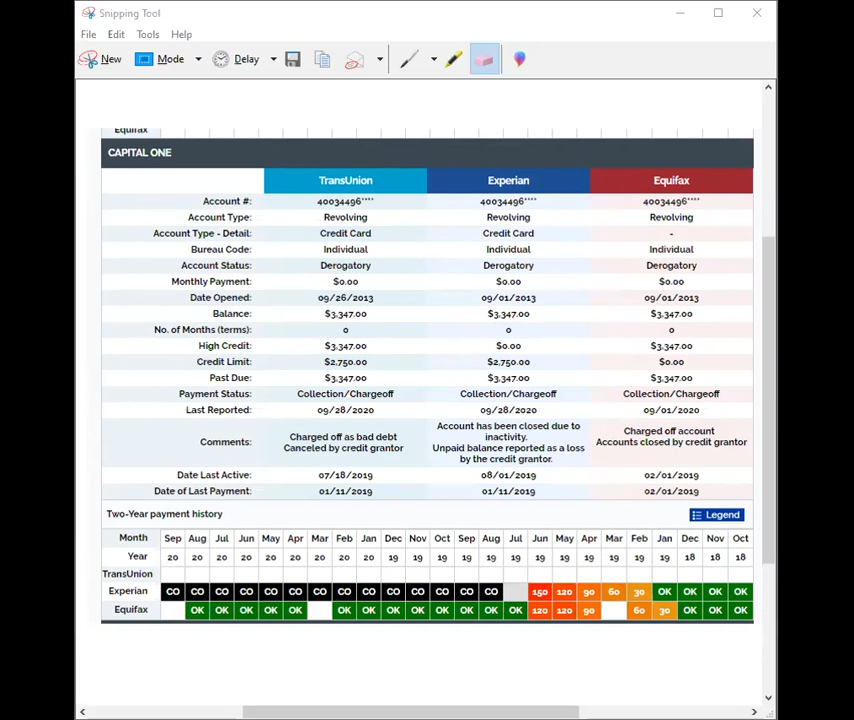 Snipping Tool
File Edit Tools Help
New Mode Delay
Equifax
CAPITAL ONE
TransUnion Experian Equifax
Account #: 40034496**** 40034496**** 40034496****
Account Type: Revolving Revolving Revolving
Account Type - Detail: Credit Card Credit Card -
Bureau Code: Individual Individual Individual
Account Status: Derogatory Derogatory Derogatory
Monthly Payment: $0.00 $0.00 $0.00
Date Opened: 09/26/2013 09/01/2013 09/01/2013
Balance: $3,347.00 $3,347.00 $3,347.00
No. of Months (terms): 0 0 0
High Credit: $3,347.00 $0.00 $3,347.00
Credit Limit: $2,750.00 $2,750.00 $0.00
Past Due: $3,347.00 $3,347.00 $3,347.00
Payment Status: Collection/Chargeoff Collection/Chargeoff Collection/Chargeoff
Last Reported: 09/28/2020 09/28/2020 09/01/2020
Comments:
Charged off as bad debt
Canceled by credit grantor
Account has been closed due to
inactivity.
Unpaid balance reported as a loss
by the credit grantor.
Charged off account
Accounts closed by credit grantor
Date Last Active: 07/18/2019 08/01/2019 02/01/2019
Date of Last Payment: 01/11/2019 01/11/2019 02/01/2019
Two-Year payment history Legend
Month Sep Aug Jul Jun May Apr Mar Feb Jan Dec Nov Oct Sep Aug Jul Jun May Apr Mar Feb Jan Dec Nov Oct
Year 20 20 20 20 20 20 20 20 20 19 19 19 19 19 19 19 19 19 19 19 19 18 18 18
TransUnion
Experian CO CO CO CO CO CO CO CO CO CO CO CO CO CO 150 120 90 60 30 OK OK OK OK
Equifax OK OK OK OK OK OK OK OK OK OK OK OK OK 120 120 90 60 30 OK OK OK